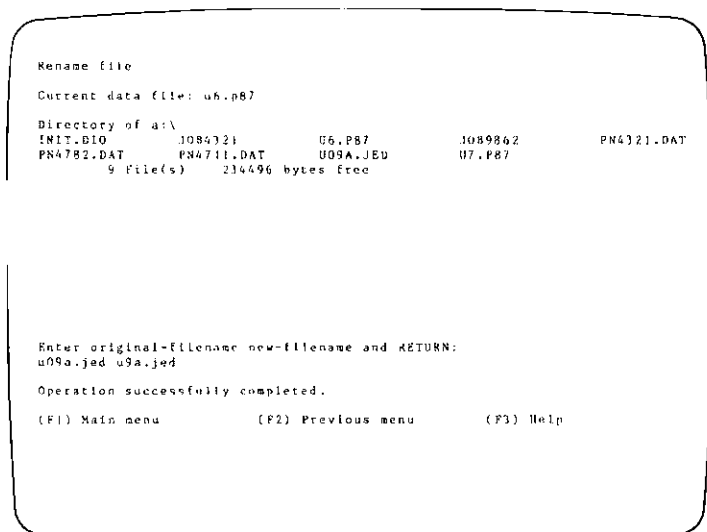 Rename file
Current data file: u6.p87
Directory of a:\
INIT.BIO J084321 U6.P87 J089862 PN4321.DAT
PN4782.DAT PN4711.DAT U09A.JED U7.P87
9 File(s) 234496 bytes free
Enter original-filename new-filename and RETURN:
u09a.jed u9a.jed
Operation successfully completed.
(F1) Main menu (F2) Previous menu (F3) Help